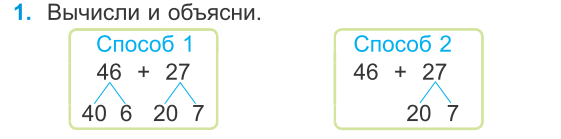 1. Вычисли и объясни.
Способ 1
46 + 27
40 6 20 7
Способ 2
46 + 27
20 7